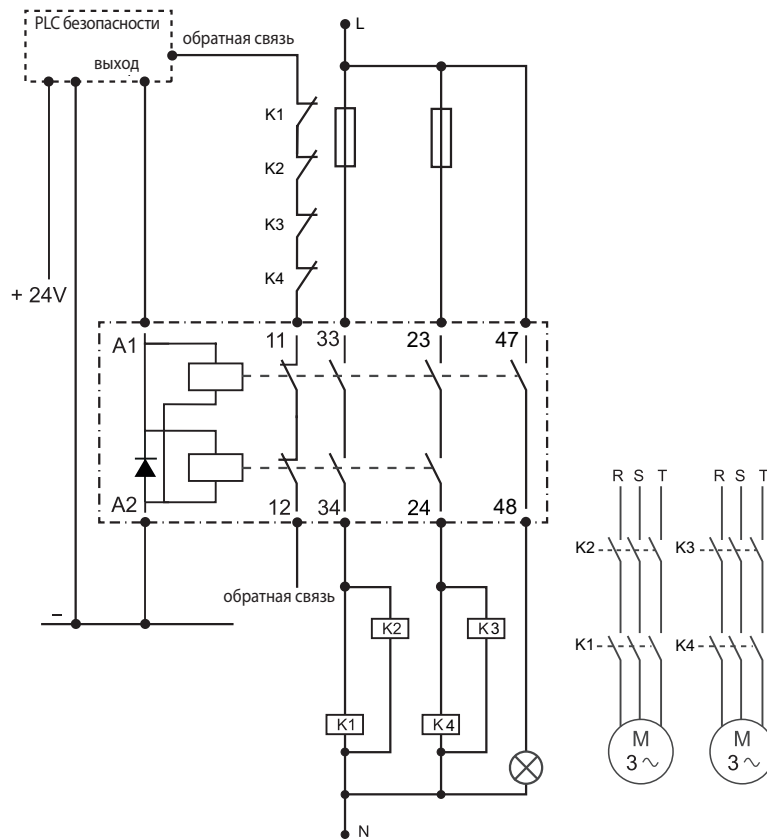 PLC безопасности
обратная связь
L
выход
K1
K2
K3
K4
+ 24V
A1 11 33 23 47
A2 12 34 24 48
R S T R S T
K2 K3
обратная связь
–
K2 K3
K1 K4
K1 K4
M M
3 3
N